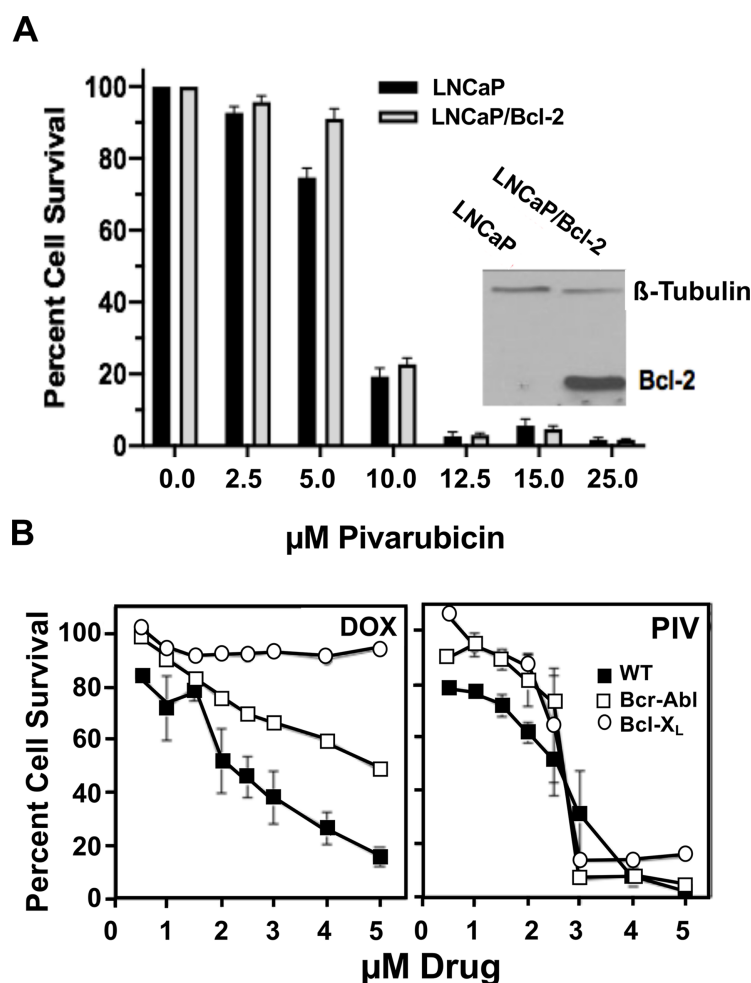 A
100
80
60
40
20
0
Percent Cell Survival
LNCaP
LNCaP/Bcl-2
LNCaP
LNCaP/Bcl-2
ß-Tubulin
Bcl-2
0.0 2.5 5.0 10.0 12.5 15.0 25.0
µM Pivarubicin
B
100
80
60
40
20
0
Percent Cell Survival
DOX
PIV
WT
Bcr-Abl
Bcl-XL
0 1 2 3 4 5
0 1 2 3 4 5
µM Drug